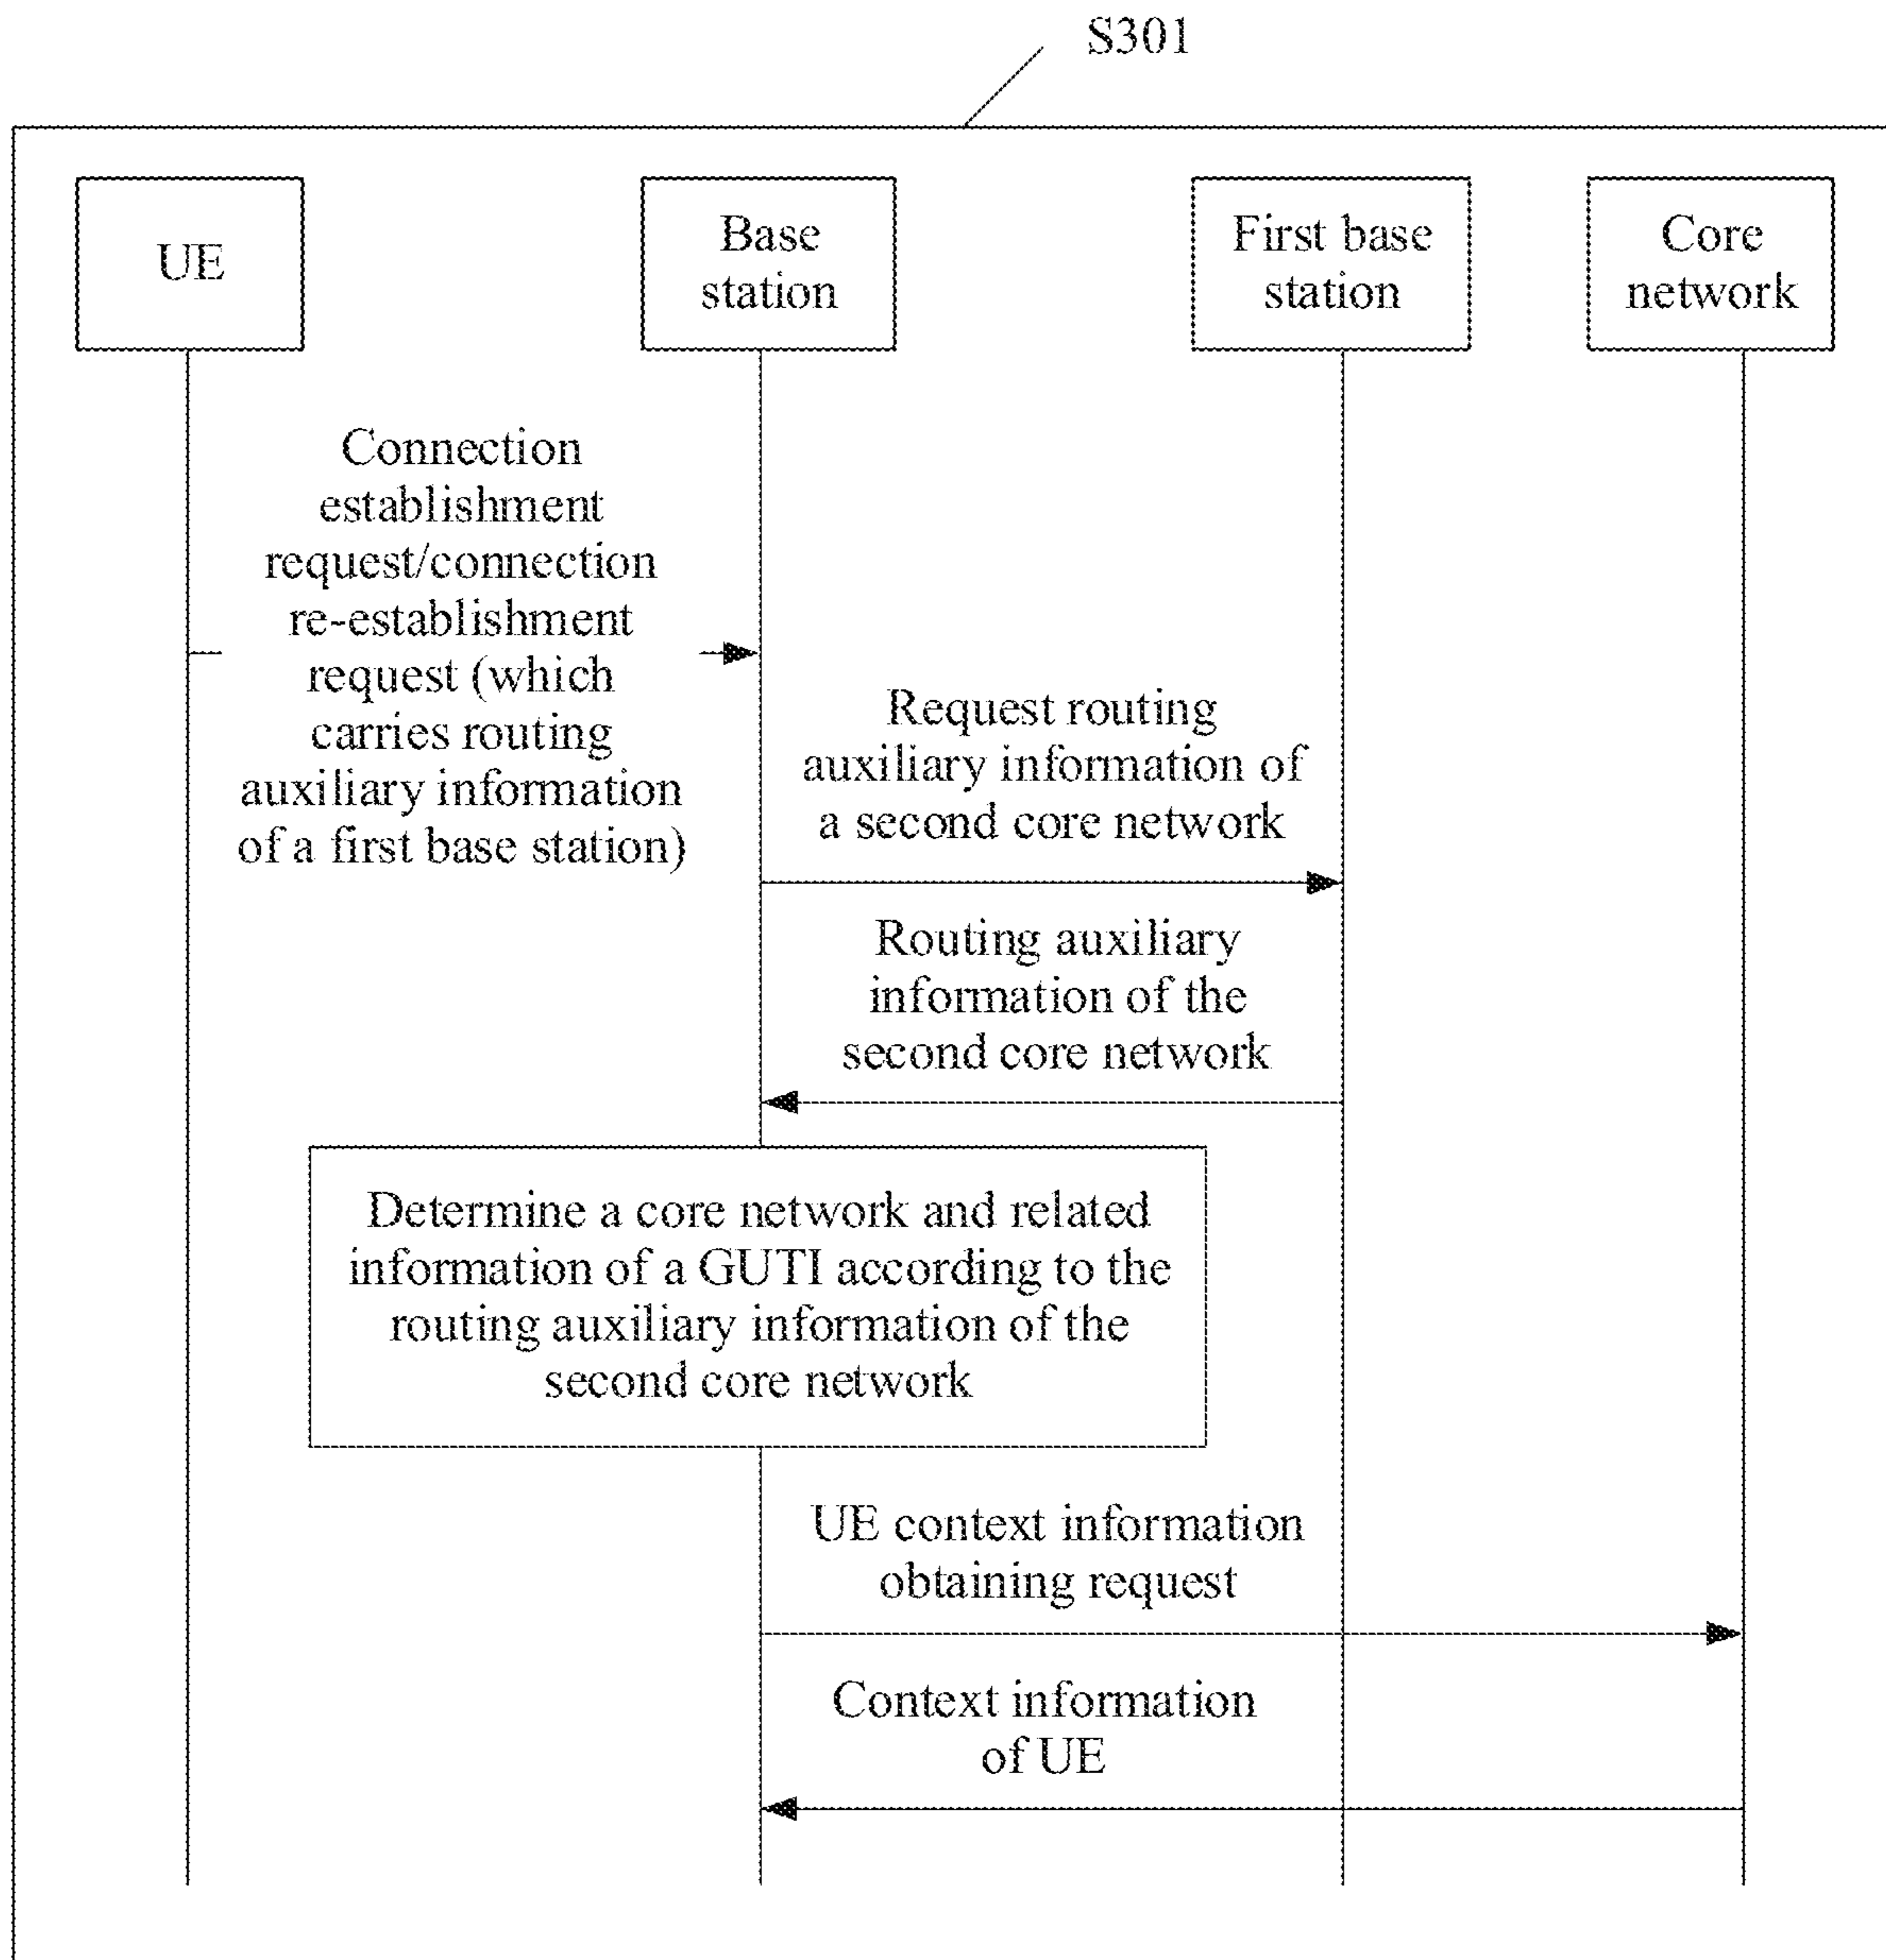 S301
UE
Base
station
First base
station
Core
network
Connection
establishment
request/connection
re-establishment
request (which
carries routing
auxiliary information
of a first base station)
Request routing
auxiliary information of
a second core network
Routing auxiliary
information of the
second core network
Determine a core network and related
information of a GUTI according to the
routing auxiliary information of the
second core network
UE context information
obtaining request
Context information
of UE